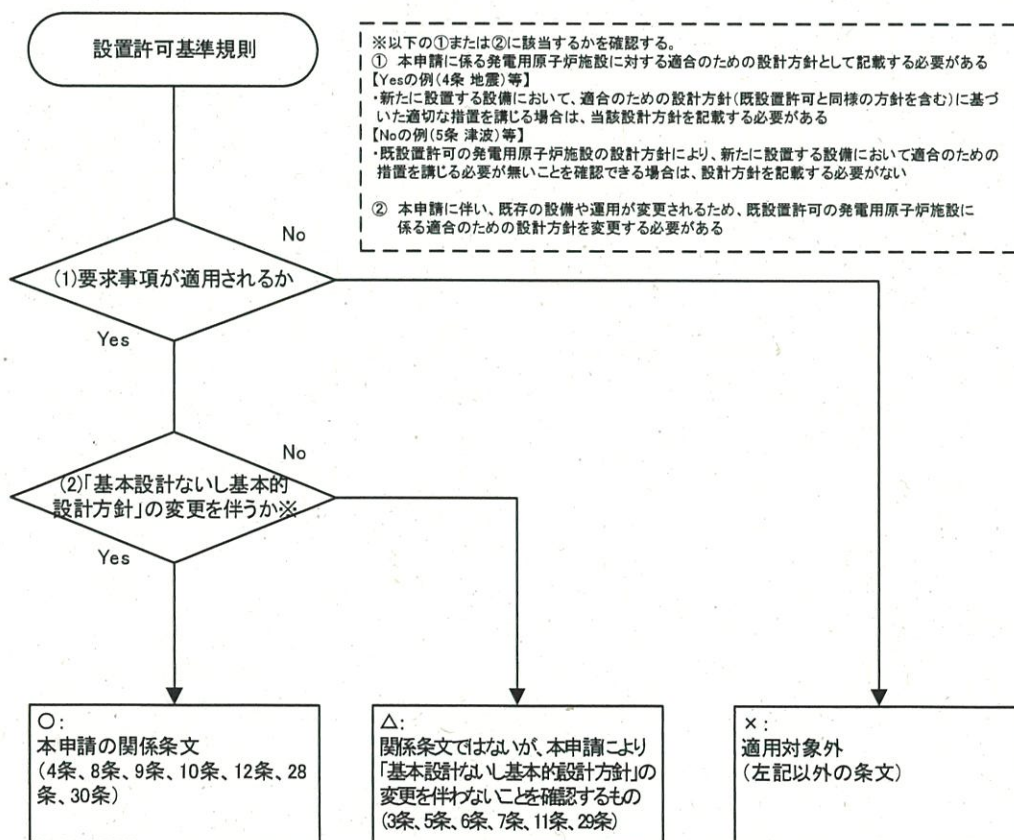 設置許可基準規則
※以下の①または②に該当するかを確認する。
① 本申請に係る発電用原子炉施設に対する適合のための設計方針として記載する必要がある
【Yesの例(4条 地震)等】
・新たに設置する設備において、適合のための設計方針(既設置許可と同様の方針を含む)に基づ
いた適切な措置を講じる場合は、当該設計方針を記載する必要がある
【Noの例(5条 津波)等】
・既設置許可の発電用原子炉施設の設計方針により、新たに設置する設備において適合のための
措置を講じる必要が無いことを確認できる場合は、設計方針を記載する必要がない
② 本申請に伴い、既存の設備や運用が変更されるため、既設置許可の発電用原子炉施設に
係る適合のための設計方針を変更する必要がある
No
(1)要求事項が適用されるか
Yes
No
(2)「基本設計ないし基本的
設計方針」の変更を伴うか※
Yes
○:
本申請の関係条文
(4条、8条、9条、10条、12条、28
条、30条)
△:
関係条文ではないが、本申請により
「基本設計ないし基本的設計方針」の
変更を伴わないことを確認するもの
(3条、5条、6条、7条、11条、29条)
×:
適用対象外
(左記以外の条文)